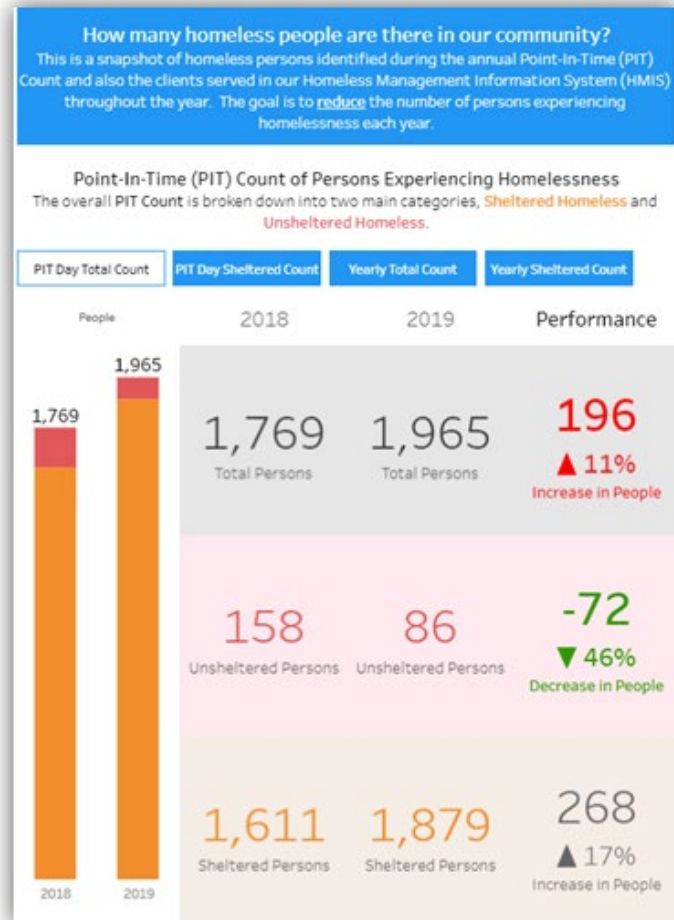 How many homeless people are there in our community?
This is a snapshot of homeless persons identified during the annual Point-In-Time (PIT)
Count and also the clients served in our Homeless Management Information System (HMIS)
throughout the year. The goal is to reduce the number of persons experiencing
homelessness each year.
Point-In-Time (PIT) Count of Persons Experiencing Homelessness
The overall PIT Count is broken down into two main categories, Sheltered Homeless and
Unsheltered Homeless.
PIT Day Total Count PIT Day Sheltered Count Yearly Total Count Yearly Sheltered Count
People 2018 2019 Performance
1,769 1,965
1,769 1,965 196
Total Persons Total Persons ▲ 11%
Increase in People
158 86 -72
Unsheltered Persons Unsheltered Persons ▼ 46%
Decrease in People
1,611 1,879 268
Sheltered Persons Sheltered Persons ▲ 17%
Increase in People
2018 2019